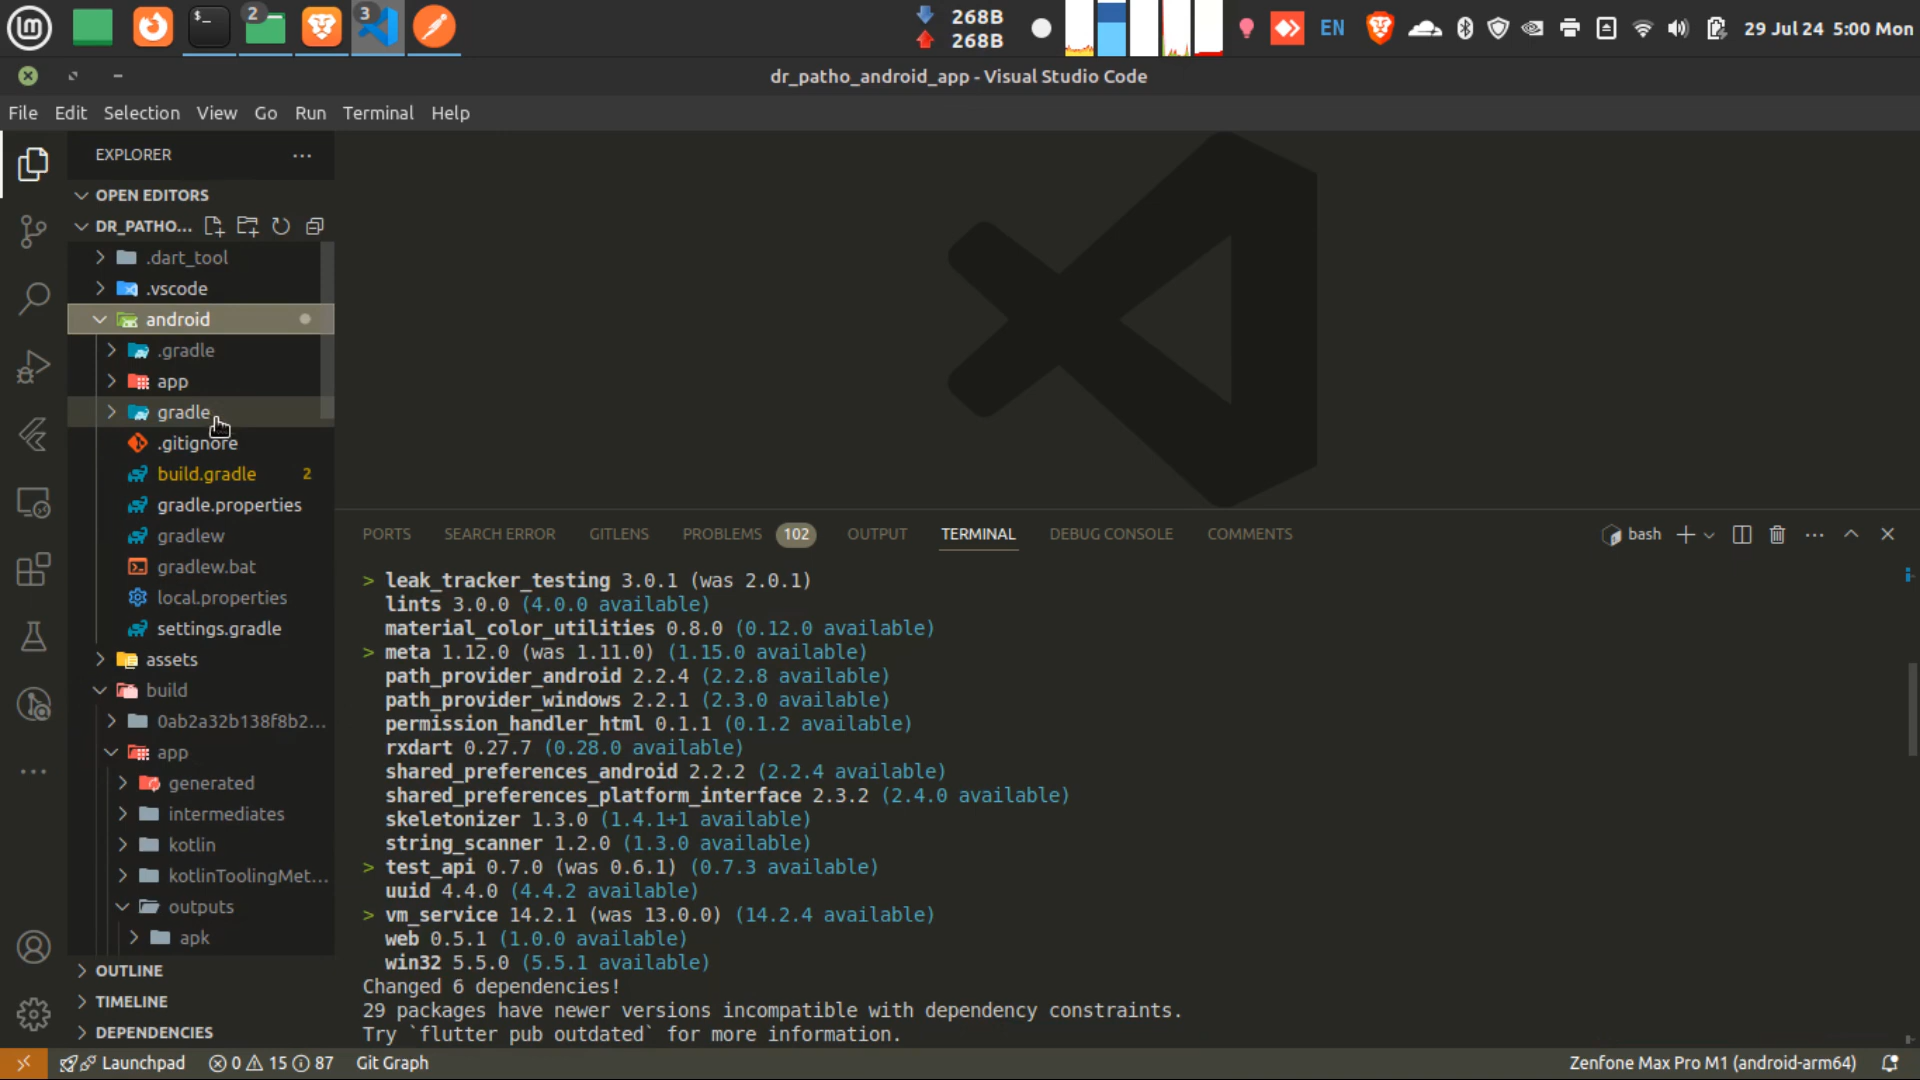 2
3
268B
268B
EN
29 Jul 24 5:00 Mon
dr_patho_android_app - Visual Studio Code
File Edit Selection View Go Run Terminal Help
EXPLORER
OPEN EDITORS
DR_PATHO...
.dart_tool
.vscode
android
.gradle
app
gradle
.gitignore
build.gradle 2
gradle.properties
gradlew
gradlew.bat
local.properties
settings.gradle
assets
build
0ab2a32b138f8b2...
app
generated
intermediates
kotlin
kotlinToolingMet...
outputs
apk
OUTLINE
TIMELINE
DEPENDENCIES
PORTS SEARCH ERROR GITLENS PROBLEMS 102 OUTPUT TERMINAL DEBUG CONSOLE COMMENTS
bash
> leak_tracker_testing 3.0.1 (was 2.0.1)
lints 3.0.0 (4.0.0 available)
material_color_utilities 0.8.0 (0.12.0 available)
> meta 1.12.0 (was 1.11.0) (1.15.0 available)
path_provider_android 2.2.4 (2.2.8 available)
path_provider_windows 2.2.1 (2.3.0 available)
permission_handler_html 0.1.1 (0.1.2 available)
rxdart 0.27.7 (0.28.0 available)
shared_preferences_android 2.2.2 (2.2.4 available)
shared_preferences_platform_interface 2.3.2 (2.4.0 available)
skeletonizer 1.3.0 (1.4.1+1 available)
string_scanner 1.2.0 (1.3.0 available)
> test_api 0.7.0 (was 0.6.1) (0.7.3 available)
uuid 4.4.0 (4.4.2 available)
> vm_service 14.2.1 (was 13.0.0) (14.2.4 available)
web 0.5.1 (1.0.0 available)
win32 5.5.0 (5.5.1 available)
Changed 6 dependencies!
29 packages have newer versions incompatible with dependency constraints.
Try `flutter pub outdated` for more information.
Launchpad 0 15 87 Git Graph
Zenfone Max Pro M1 (android-arm64)